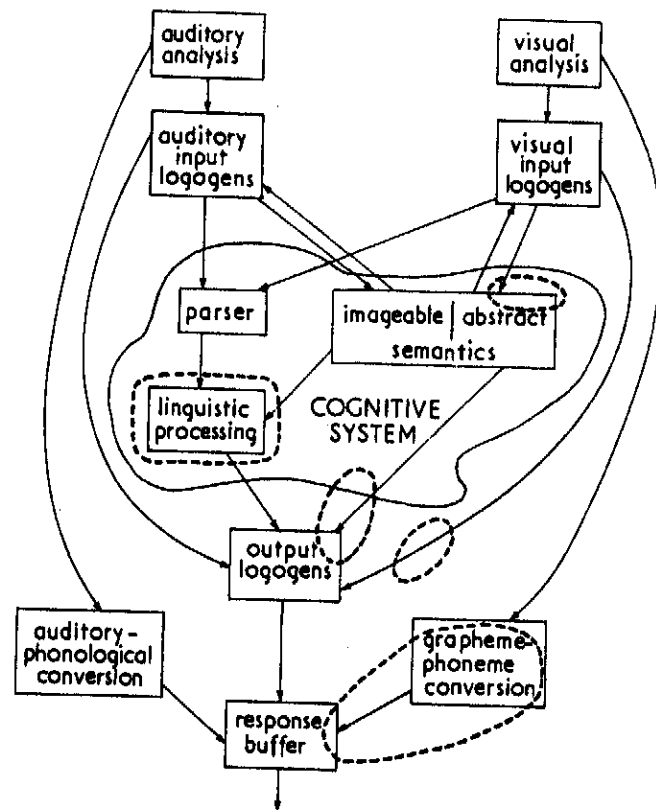 auditory
analysis
visual
analysis
auditory
input
logogens
visual
input
logogens
parser
imageable | abstract
semantics
linguistic
processing
COGNITIVE
SYSTEM
output
logogens
auditory-
phonological
conversion
grapheme-
phoneme
conversion
response
buffer